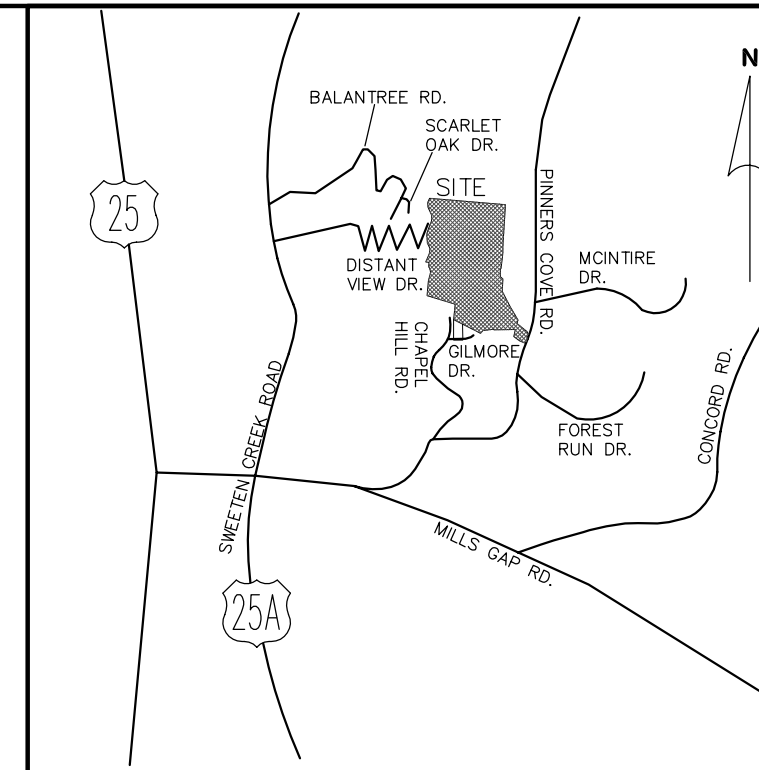 N
BALANTREE RD.
SCARLET
OAK DR.
SITE
25
PINNERS COVE RD.
DISTANT
VIEW DR.
MCINTIRE
DR.
CHAPEL
HILL RD.
GILMORE
DR.
CONCORD RD.
SWEETEN CREEK ROAD
FOREST
RUN DR.
MILLS GAP RD.
25A